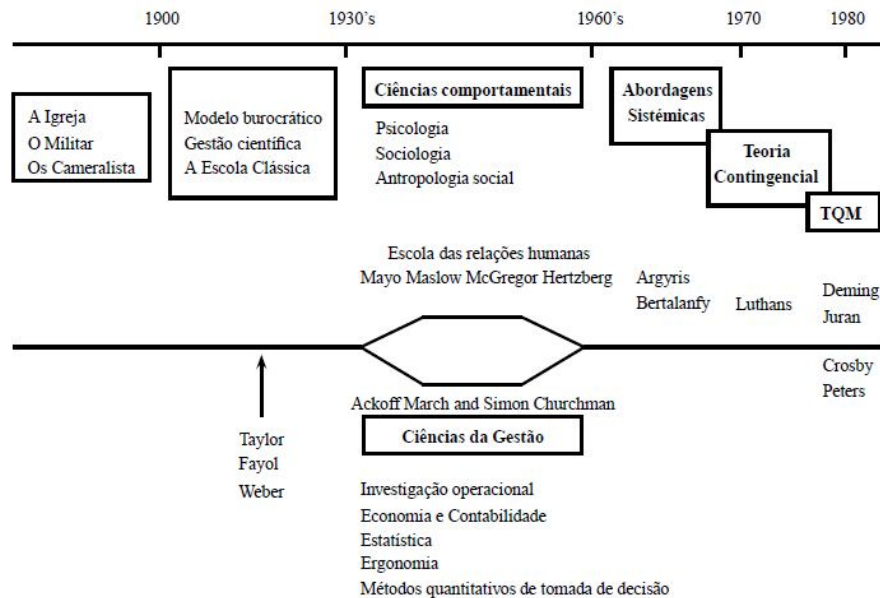 1900 1930's 1960's 1970 1980
A Igreja
O Militar
Os Cameralista
Modelo burocrático
Gestão científica
A Escola Clássica
Ciências comportamentais
Psicologia
Sociologia
Antropologia social
Abordagens
Sistémicas
Teoria
Contingencial
TQM
Escola das relações humanas
Mayo Maslow McGregor Hertzberg
Argyris
Bertalanfy
Luthans
Deming
Juran
Crosby
Peters
Taylor
Fayol
Weber
Ackoff March and Simon Churchman
Ciências da Gestão
Investigação operacional
Economia e Contabilidade
Estatística
Ergonomia
Métodos quantitativos de tomada de decisão